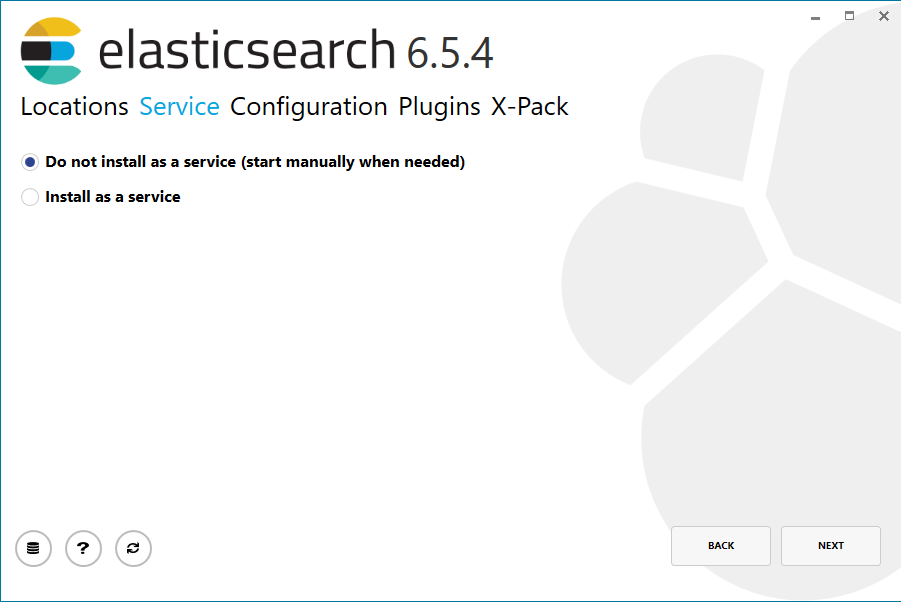 elasticsearch 6.5.4
Locations Service Configuration Plugins X-Pack
Do not install as a service (start manually when needed)
Install as a service
? BACK NEXT